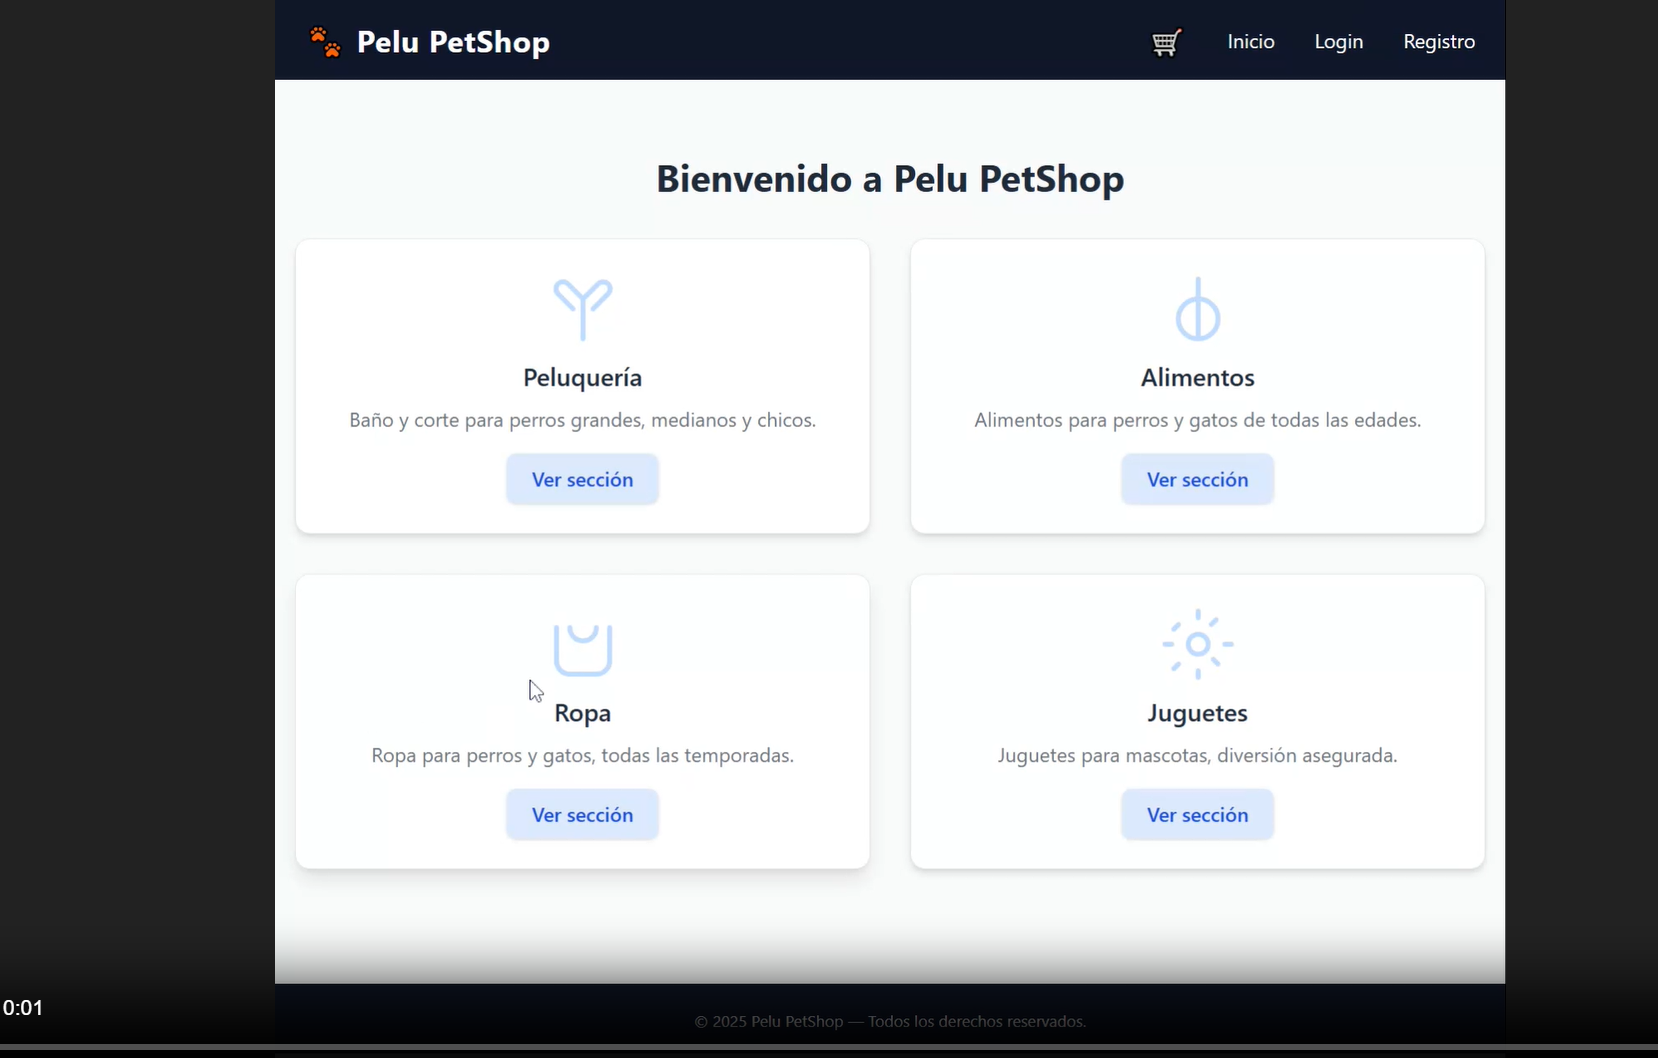 🐾 Pelu PetShop
🛒 Inicio Login Registro
Bienvenido a Pelu PetShop
Peluquería
Baño y corte para perros grandes, medianos y chicos.
Ver sección
Alimentos
Alimentos para perros y gatos de todas las edades.
Ver sección
Ropa
Ropa para perros y gatos, todas las temporadas.
Ver sección
Juguetes
Juguetes para mascotas, diversión asegurada.
Ver sección
0:01
© 2025 Pelu PetShop — Todos los derechos reservados.